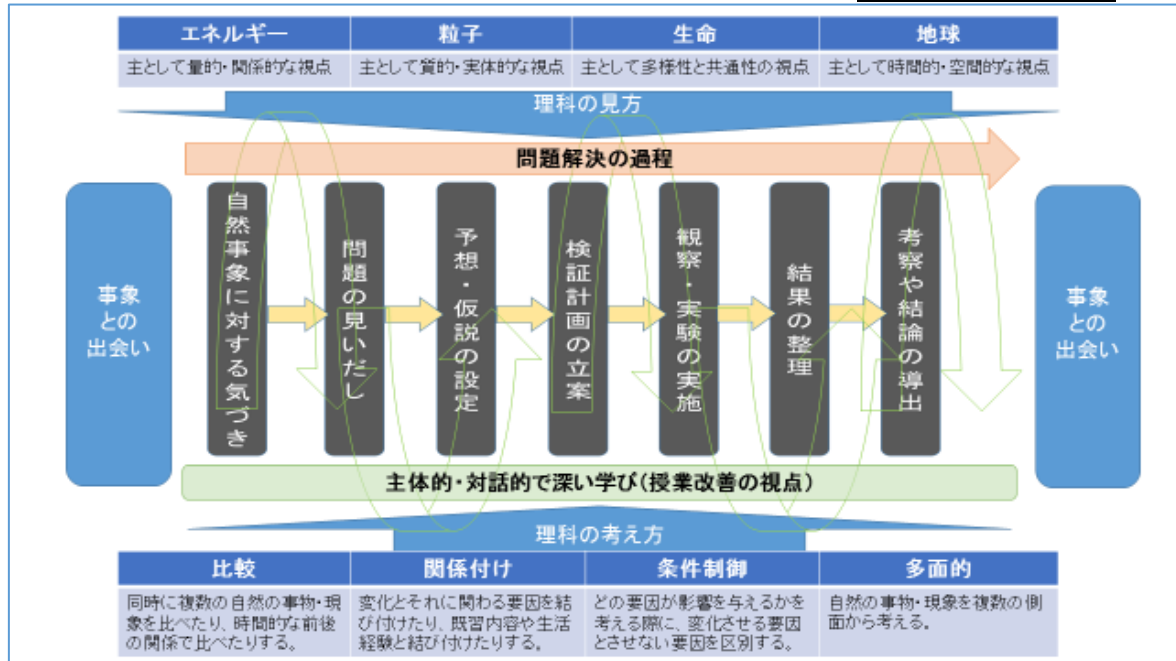 エネルギー
粒子
生命
地球
主として量的・関係的な視点
主として質的・実体的な視点
主として多様性と共通性の視点
主として時間的・空間的な視点
理科の見方
問題解決の過程
事象
との
出会い
自然事象に対する気づき
問題の見いだし
予想・仮説の設定
検証計画の立案
観察・実験の実施
結果の整理
考察や結論の導出
事象
との
出会い
主体的・対話的で深い学び(授業改善の視点)
理科の考え方
比較
関係付け
条件制御
多面的
同時に複数の自然の事物・現
象を比べたり、時間的な前後
の関係で比べたりする。
変化とそれに関わる要因を結
び付けたり、既習内容や生活
経験と結び付けたりする。
どの要因が影響を与えるかを
考える際に、変化させる要因
とさせない要因を区別する。
自然の事物・現象を複数の側
面から考える。